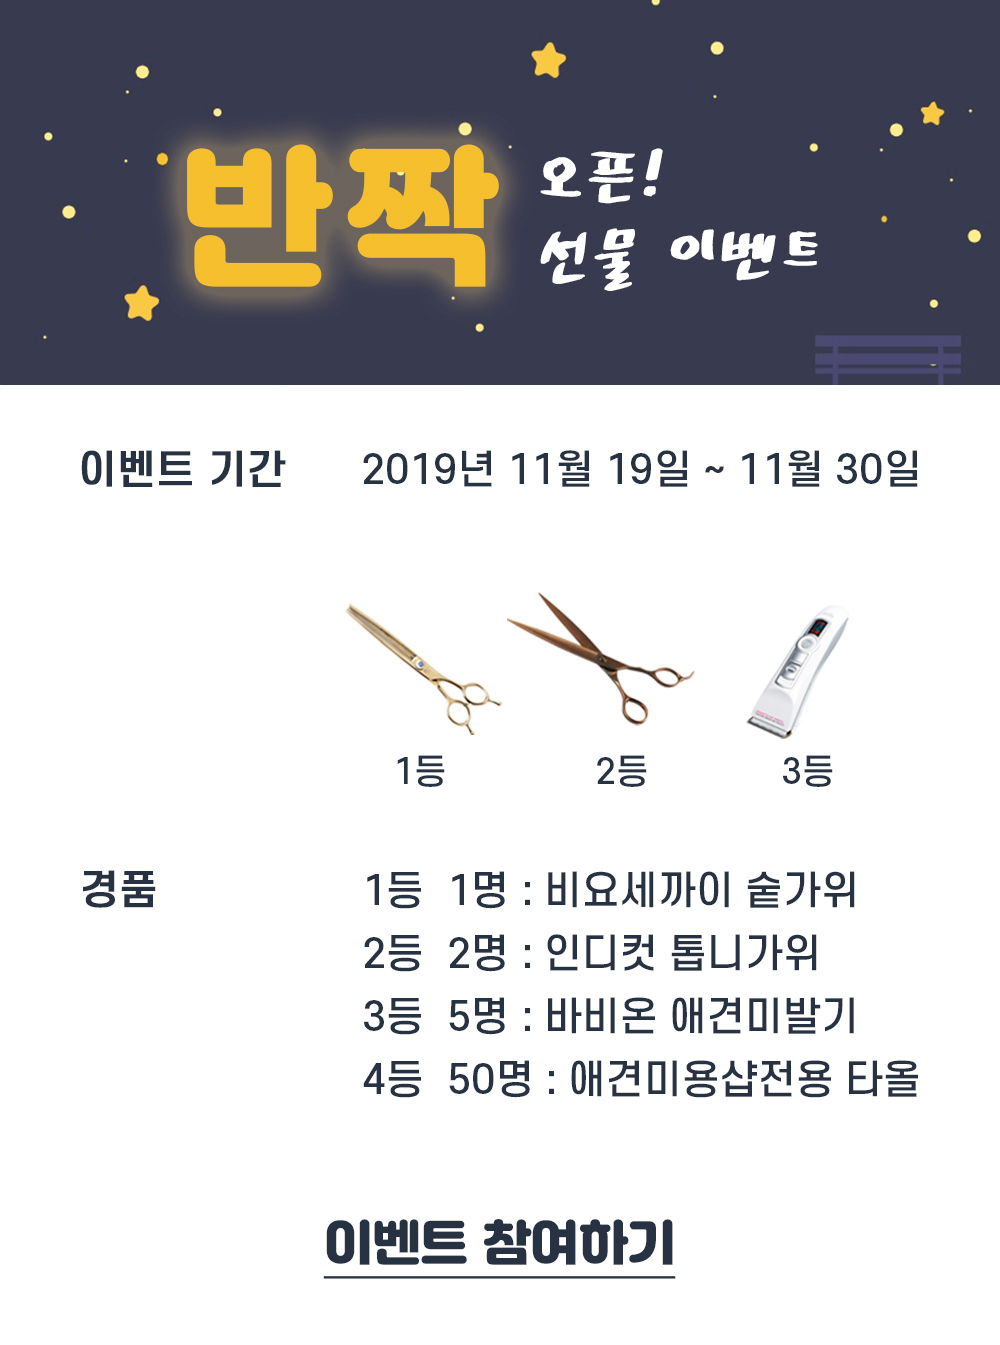 반짝 오픈!
선물 이벤트
이벤트 기간 2019년 11월 19일 ~ 11월 30일
1등 2등 3등
경품 1등 1명 : 비요세까이 숱가위
2등 2명 : 인디컷 톱니가위
3등 5명 : 바비온 애견미발기
4등 50명 : 애견미용샵전용 타올
이벤트 참여하기